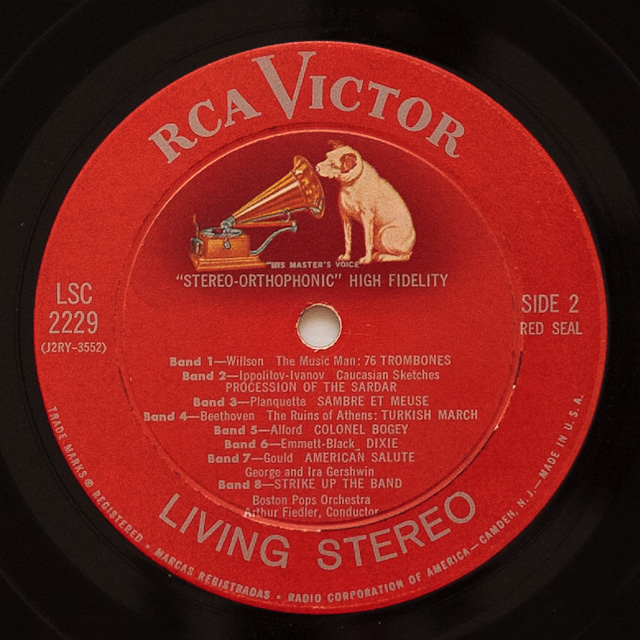 RCA VICTOR
"HIS MASTER'S VOICE"
"STEREO-ORTHOPHONIC" HIGH FIDELITY
LSC
2229
(J2RY-3552)
SIDE 2
RED SEAL
Band 1—Willson The Music Man: 76 TROMBONES
Band 2—Ippolitov-Ivanov Caucasian Sketches
PROCESSION OF THE SARDAR
Band 3—Planquette SAMBRE ET MEUSE
Band 4—Beethoven The Ruins of Athens: TURKISH MARCH
Band 5—Alford COLONEL BOGEY
Band 6—Emmett-Black DIXIE
Band 7—Gould AMERICAN SALUTE
George and Ira Gershwin
Band 8—STRIKE UP THE BAND
Boston Pops Orchestra
Arthur Fiedler, Conductor
LIVING STEREO
TRADE MARKS ® REGISTERED • MARCAS REGISTRADAS • RADIO CORPORATION OF AMERICA—CAMDEN, N. J.—MADE IN U.S.A.